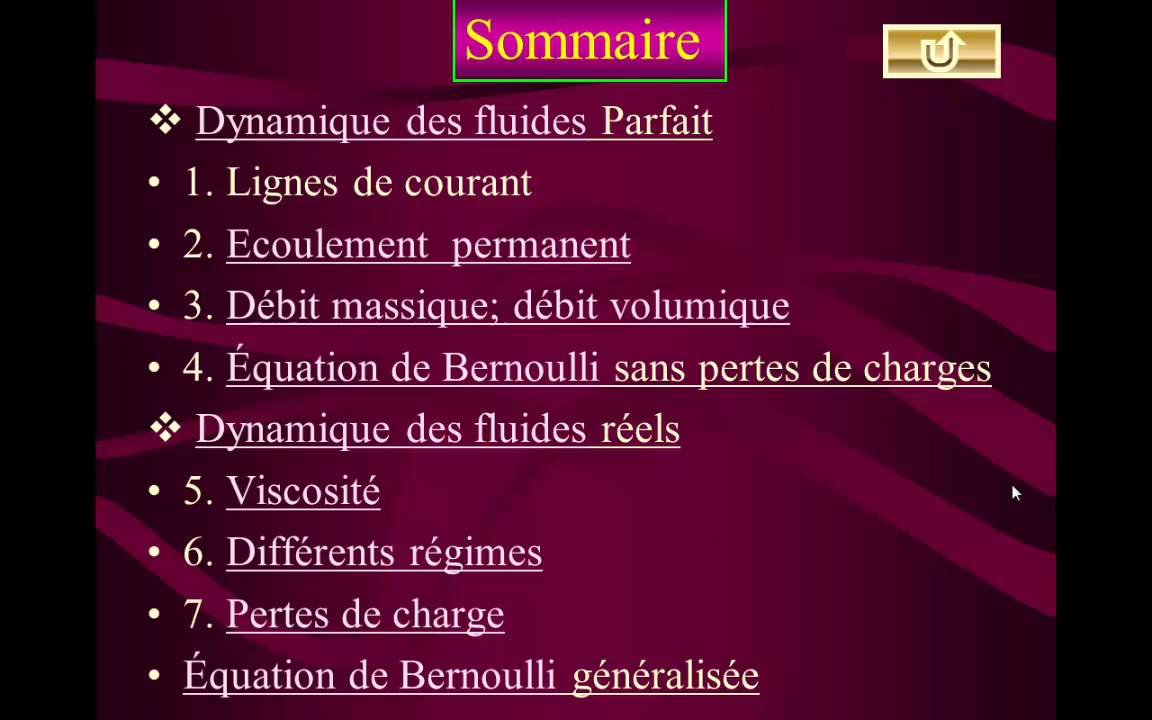 Sommaire
❖ Dynamique des fluides Parfait
• 1. Lignes de courant
• 2. Ecoulement permanent
• 3. Débit massique; débit volumique
• 4. Équation de Bernoulli sans pertes de charges
❖ Dynamique des fluides réels
• 5. Viscosité
• 6. Différents régimes
• 7. Pertes de charge
• Équation de Bernoulli généralisée